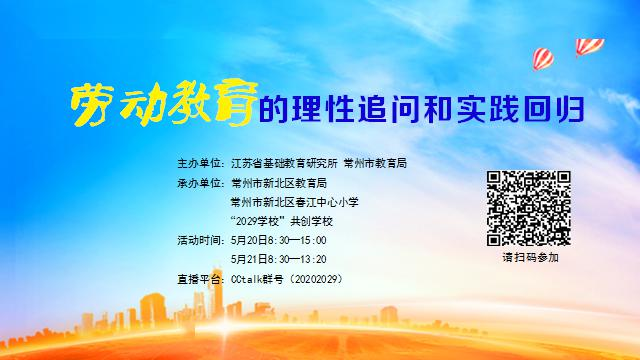 劳动教育的理性追问和实践回归
主办单位：江苏省基础教育研究所 常州市教育局
承办单位：常州市新北区教育局
常州市新北区春江中心小学
“2029学校”共创学校
活动时间：5月20日8:30—15:00
5月21日8:30—13:20
直播平台：CCtalk群号（20202029）
请扫码参加